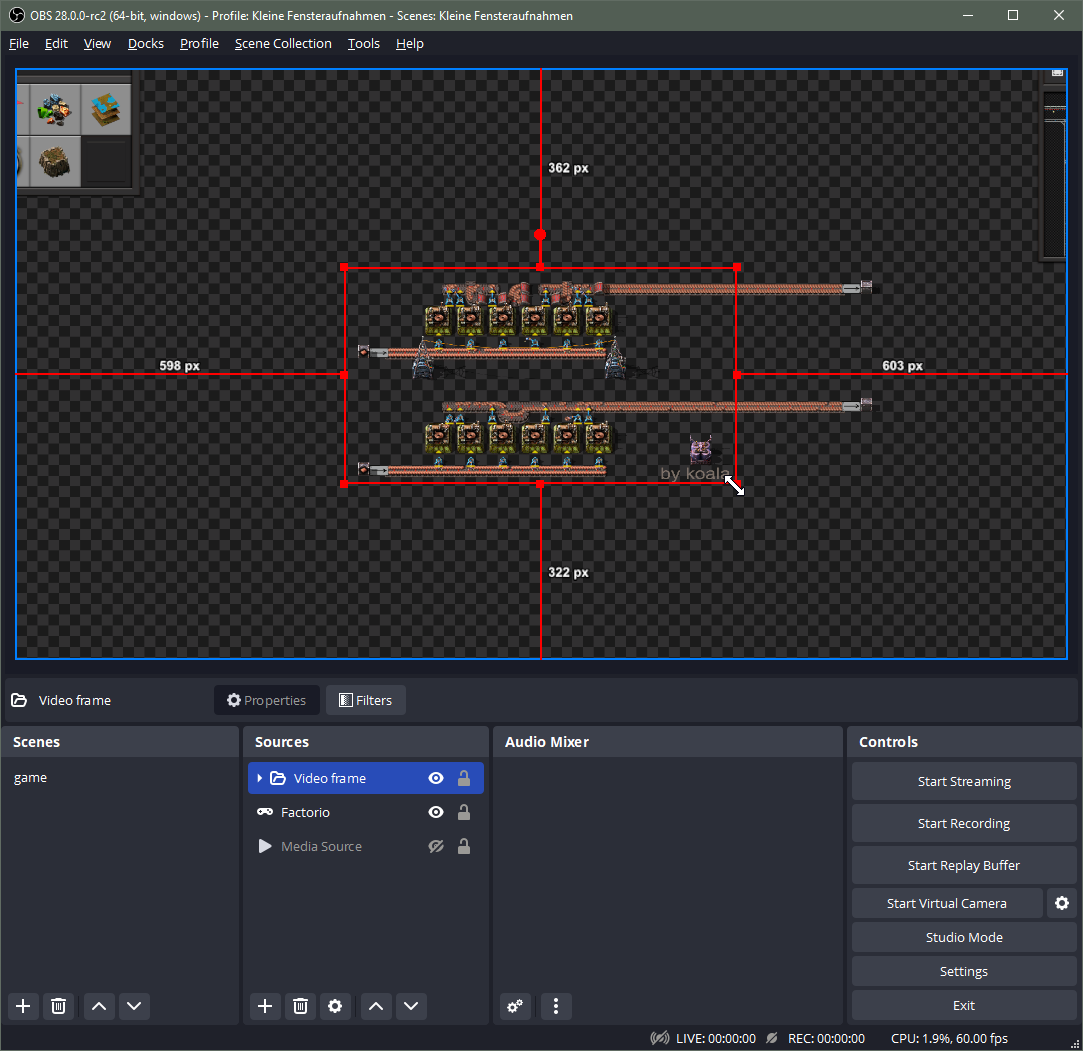 OBS 28.0.0-rc2 (64-bit, windows) - Profile: Kleine Fensteraufnahmen - Scenes: Kleine Fensteraufnahmen
File Edit View Docks Profile Scene Collection Tools Help
362 px
598 px
603 px
by koala
322 px
Video frame
Properties
Filters
Scenes
game
Sources
Video frame
Factorio
Media Source
Audio Mixer
Controls
Start Streaming
Start Recording
Start Replay Buffer
Start Virtual Camera
Studio Mode
Settings
Exit
LIVE: 00:00:00 REC: 00:00:00 CPU: 1.9%, 60.00 fps